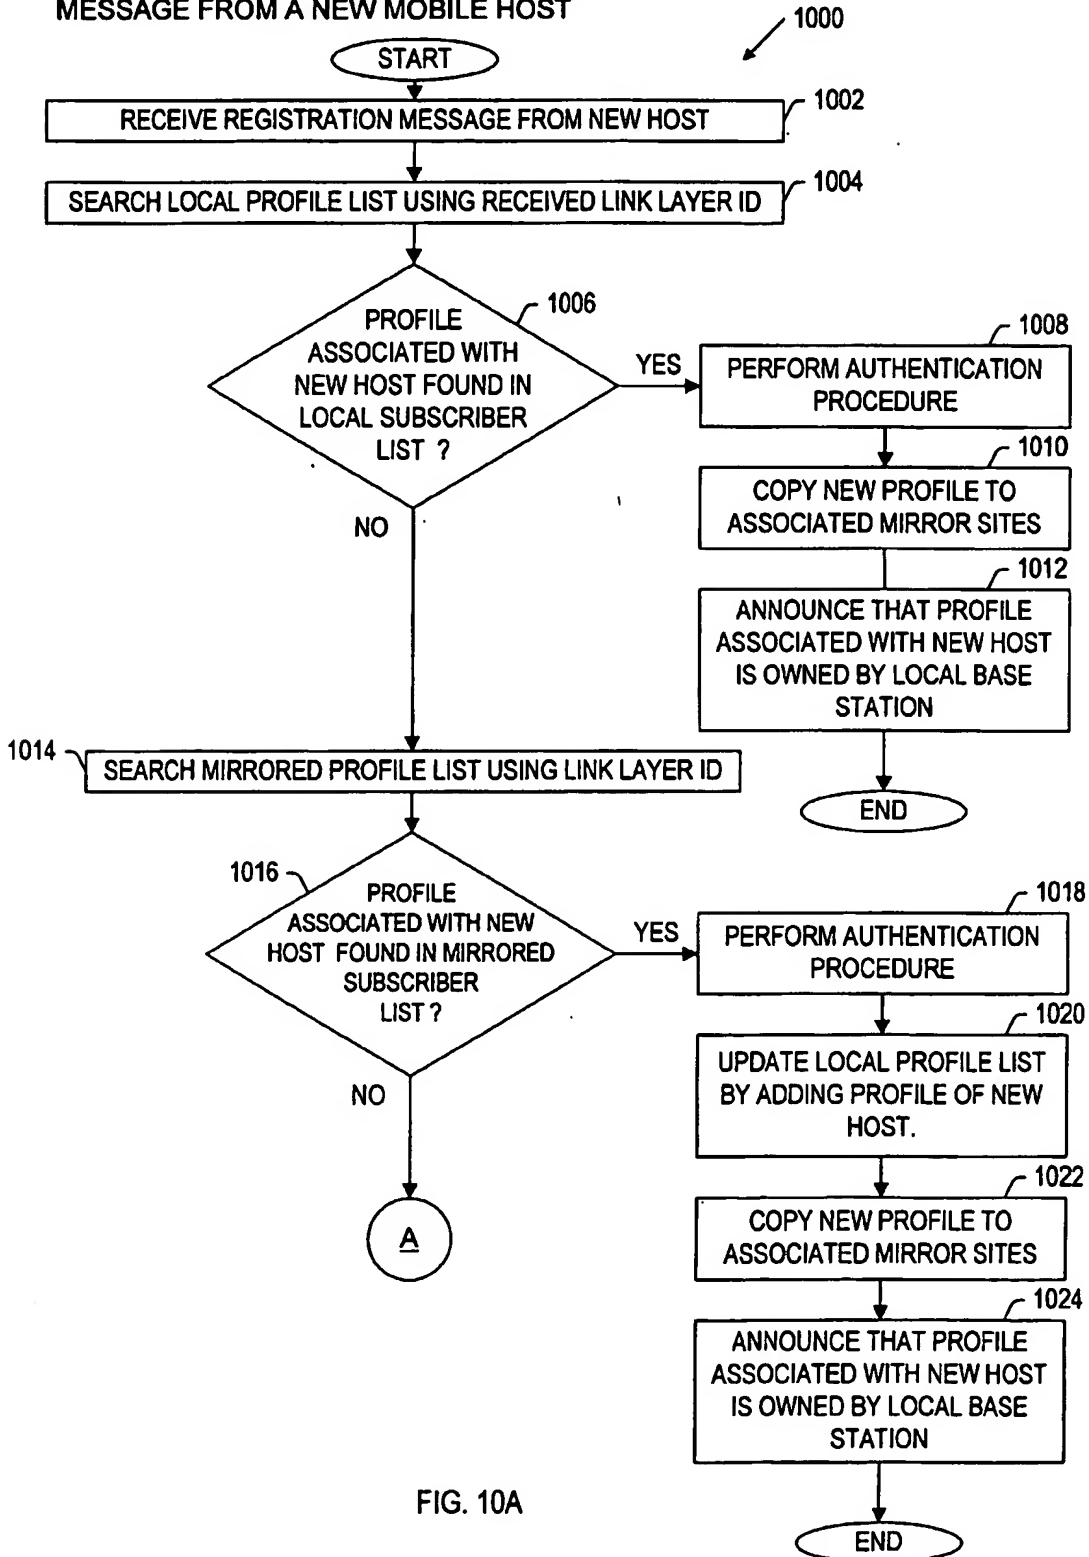 MESSAGE FROM A NEW MOBILE HOST
1000
START
1002
RECEIVE REGISTRATION MESSAGE FROM NEW HOST
1004
SEARCH LOCAL PROFILE LIST USING RECEIVED LINK LAYER ID
1006
PROFILE
ASSOCIATED WITH
NEW HOST FOUND IN
LOCAL SUBSCRIBER
LIST ?
YES
NO
1008
PERFORM AUTHENTICATION
PROCEDURE
1010
COPY NEW PROFILE TO
ASSOCIATED MIRROR SITES
1012
ANNOUNCE THAT PROFILE
ASSOCIATED WITH NEW HOST
IS OWNED BY LOCAL BASE
STATION
END
1014
SEARCH MIRRORED PROFILE LIST USING LINK LAYER ID
1016
PROFILE
ASSOCIATED WITH NEW
HOST FOUND IN MIRRORED
SUBSCRIBER
LIST ?
YES
NO
A
1018
PERFORM AUTHENTICATION
PROCEDURE
1020
UPDATE LOCAL PROFILE LIST
BY ADDING PROFILE OF NEW
HOST.
1022
COPY NEW PROFILE TO
ASSOCIATED MIRROR SITES
1024
ANNOUNCE THAT PROFILE
ASSOCIATED WITH NEW HOST
IS OWNED BY LOCAL BASE
STATION
END
FIG. 10A